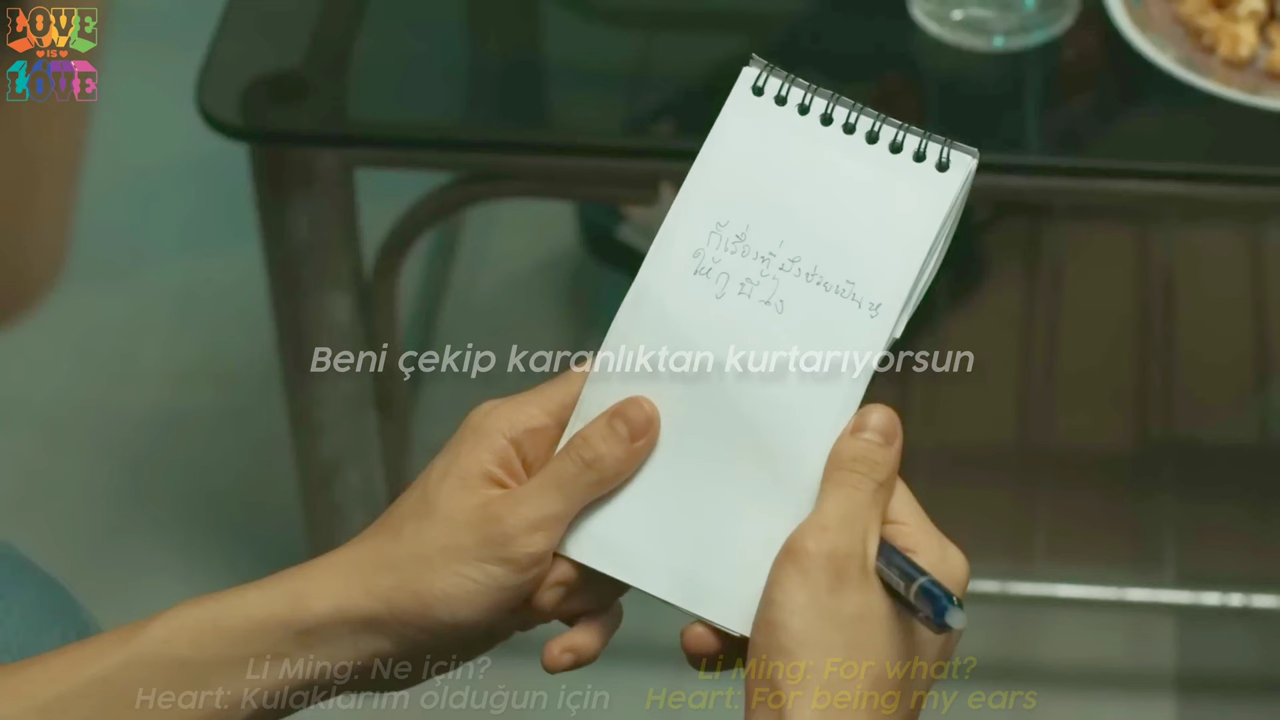 LOVE
IS
LOVE
ก็เรื่องที่มึงช่วยเป็นหู
ให้กูนี่ไง
Beni çekip karanlıktan kurtarıyorsun
Li Ming: Ne için?
Heart: Kulaklarım olduğun için
Li Ming: For what?
Heart: For being my ears